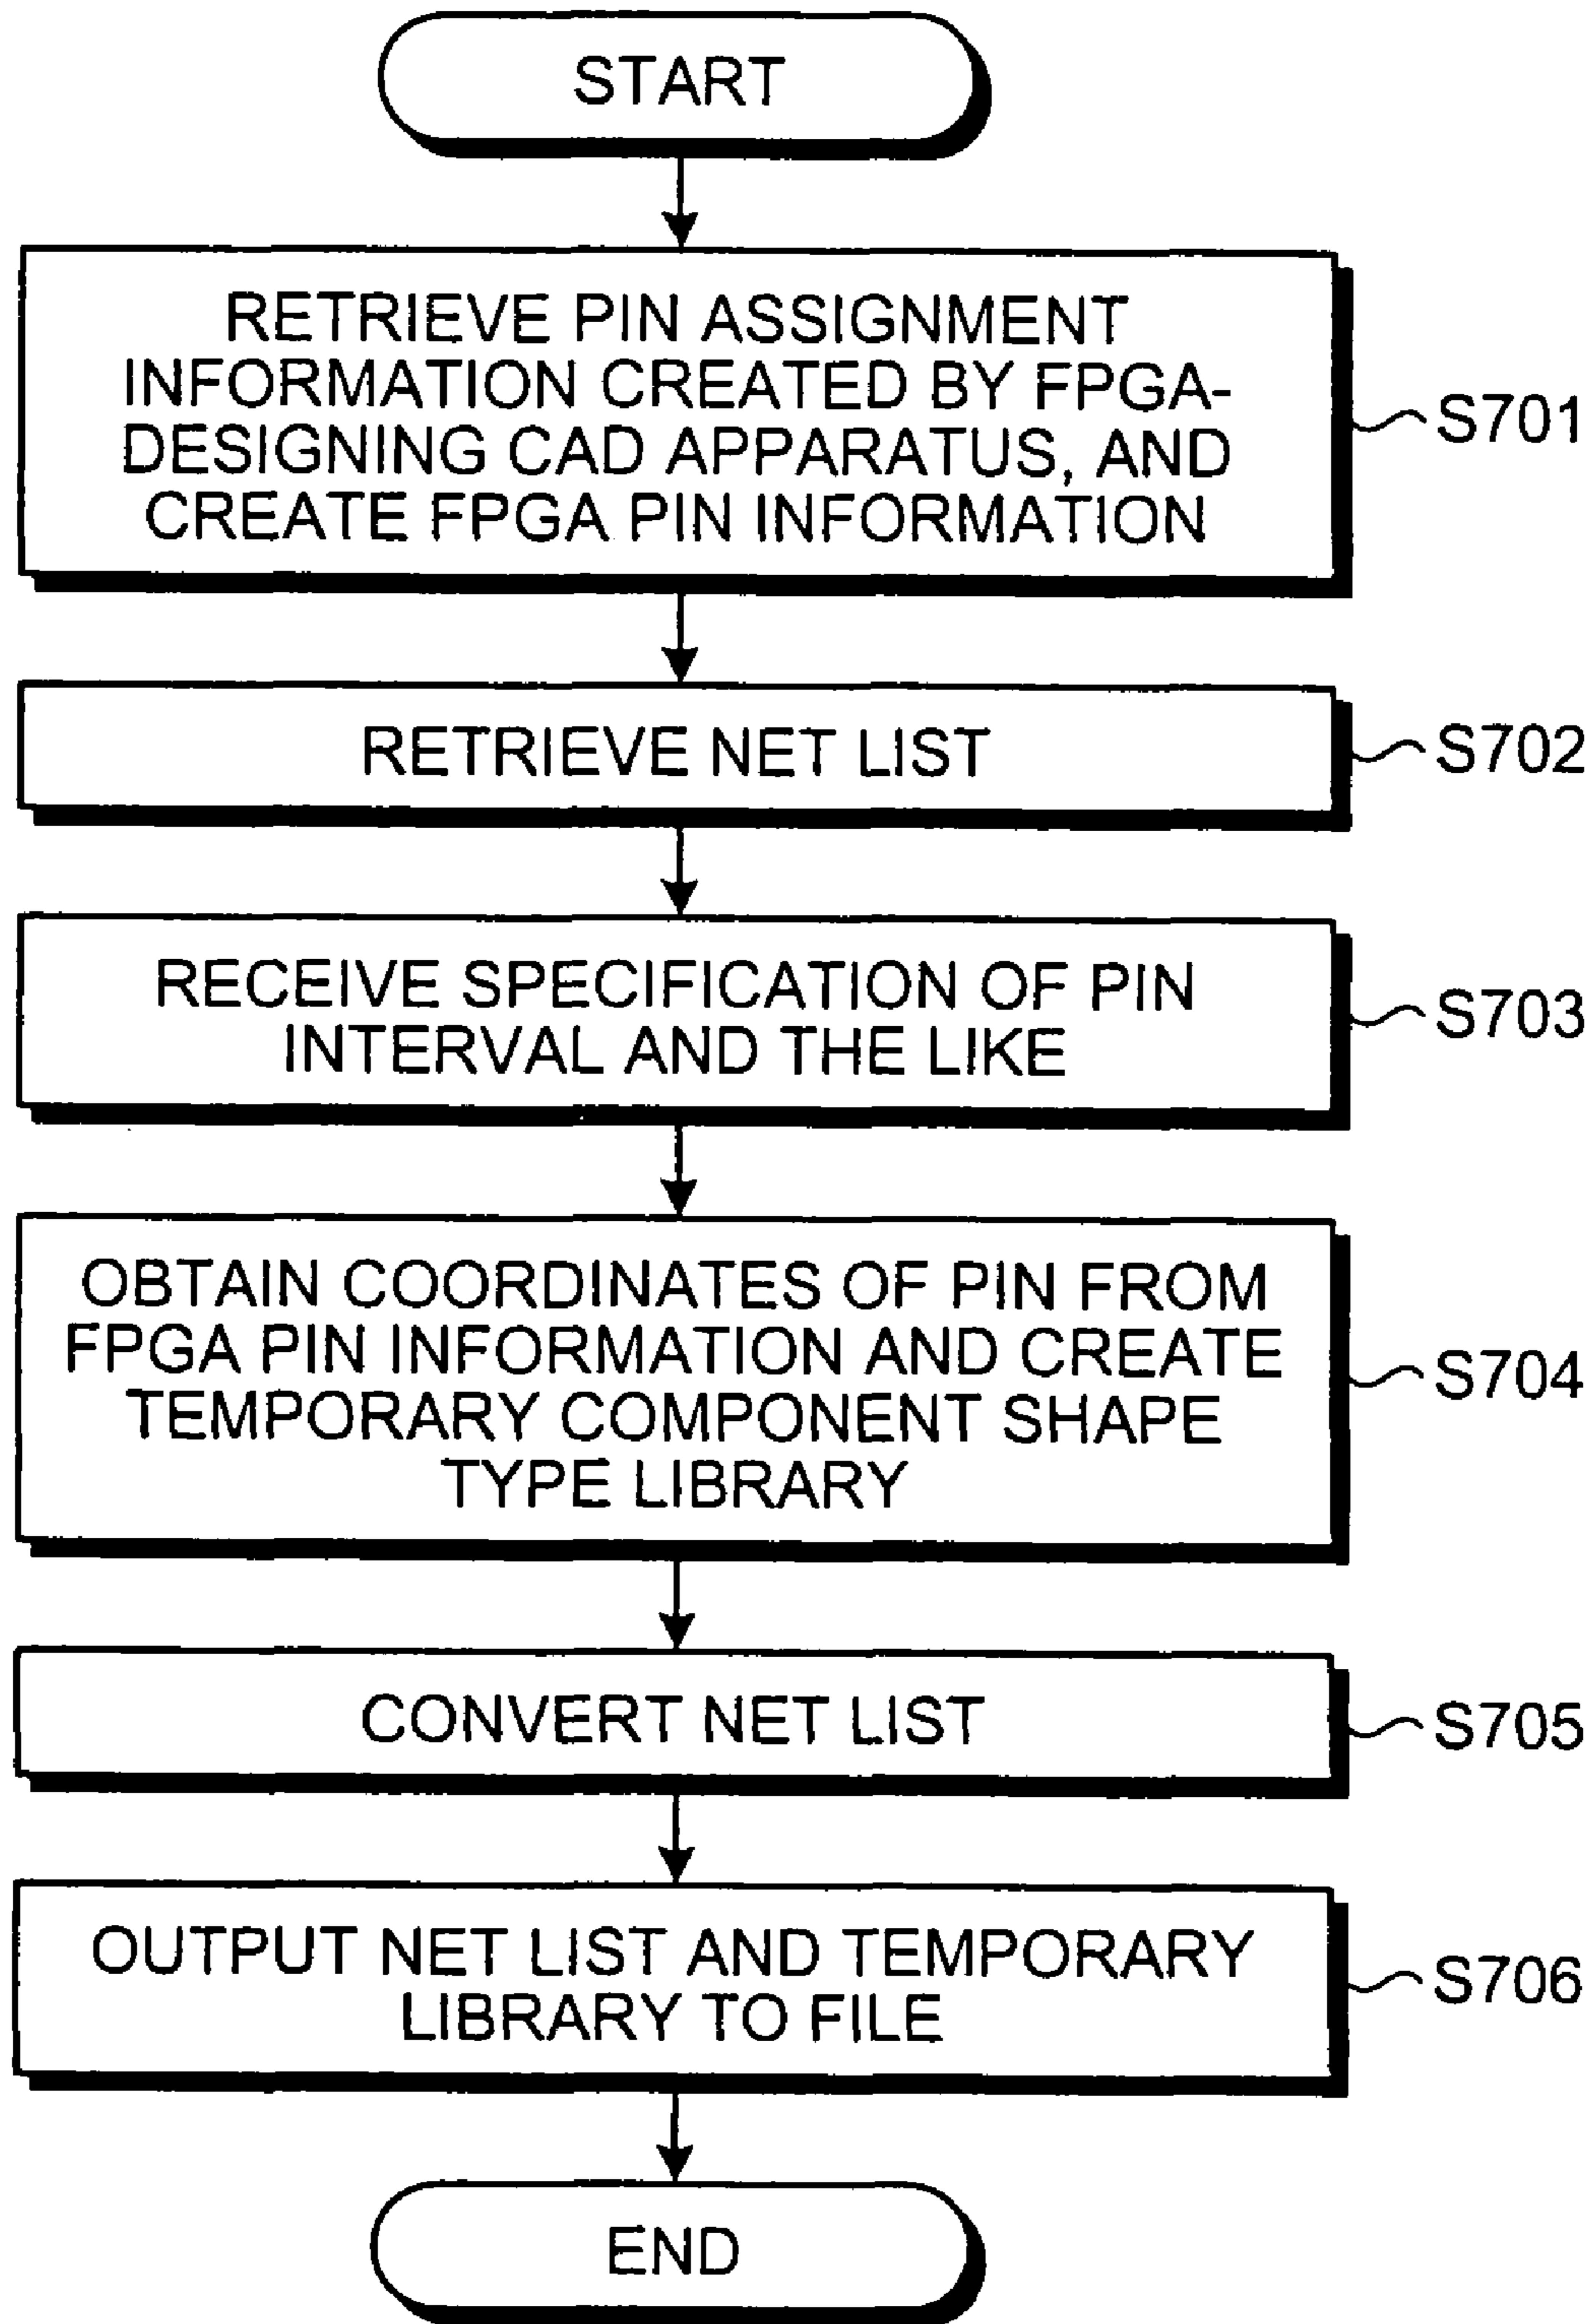 START
RETRIEVE PIN ASSIGNMENT
INFORMATION CREATED BY FPGA-
DESIGNING CAD APPARATUS, AND
CREATE FPGA PIN INFORMATION
S701
RETRIEVE NET LIST
S702
RECEIVE SPECIFICATION OF PIN
INTERVAL AND THE LIKE
S703
OBTAIN COORDINATES OF PIN FROM
FPGA PIN INFORMATION AND CREATE
TEMPORARY COMPONENT SHAPE
TYPE LIBRARY
S704
CONVERT NET LIST
S705
OUTPUT NET LIST AND TEMPORARY
LIBRARY TO FILE
S706
END